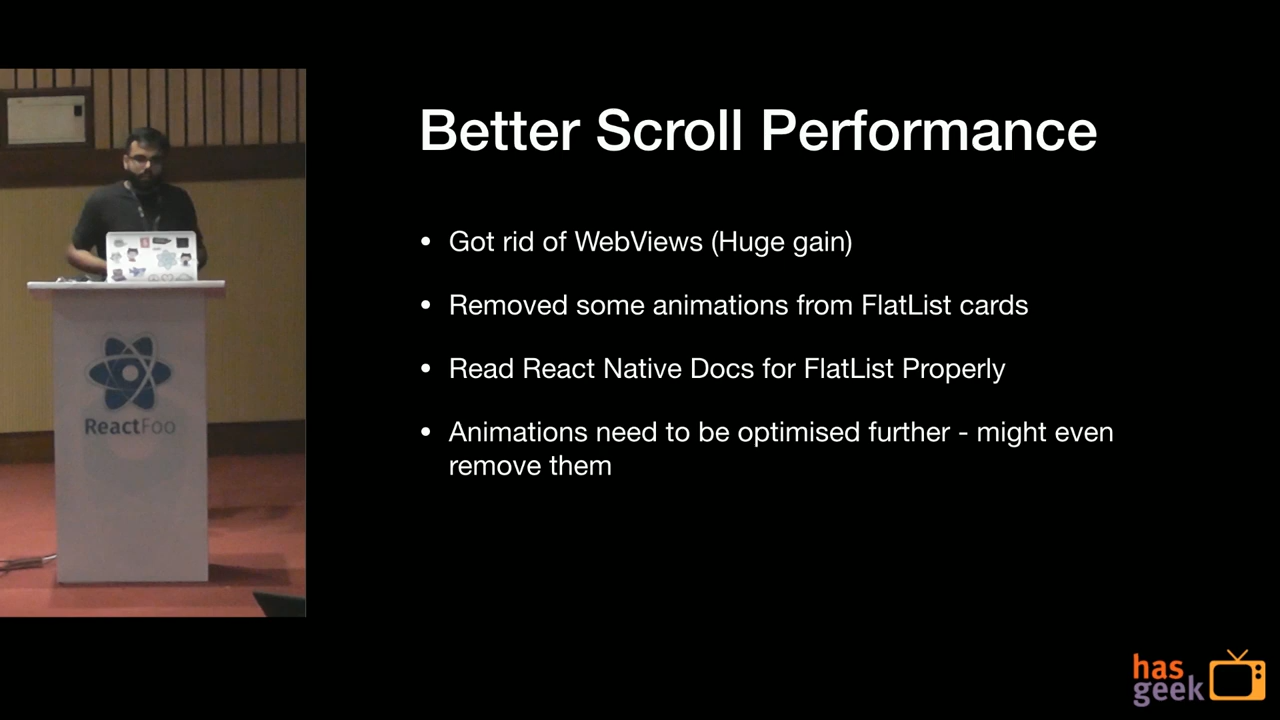 Better Scroll Performance
• Got rid of WebViews (Huge gain)
• Removed some animations from FlatList cards
• Read React Native Docs for FlatList Properly
• Animations need to be optimised further - might even
remove them
ReactFoo
has
geek